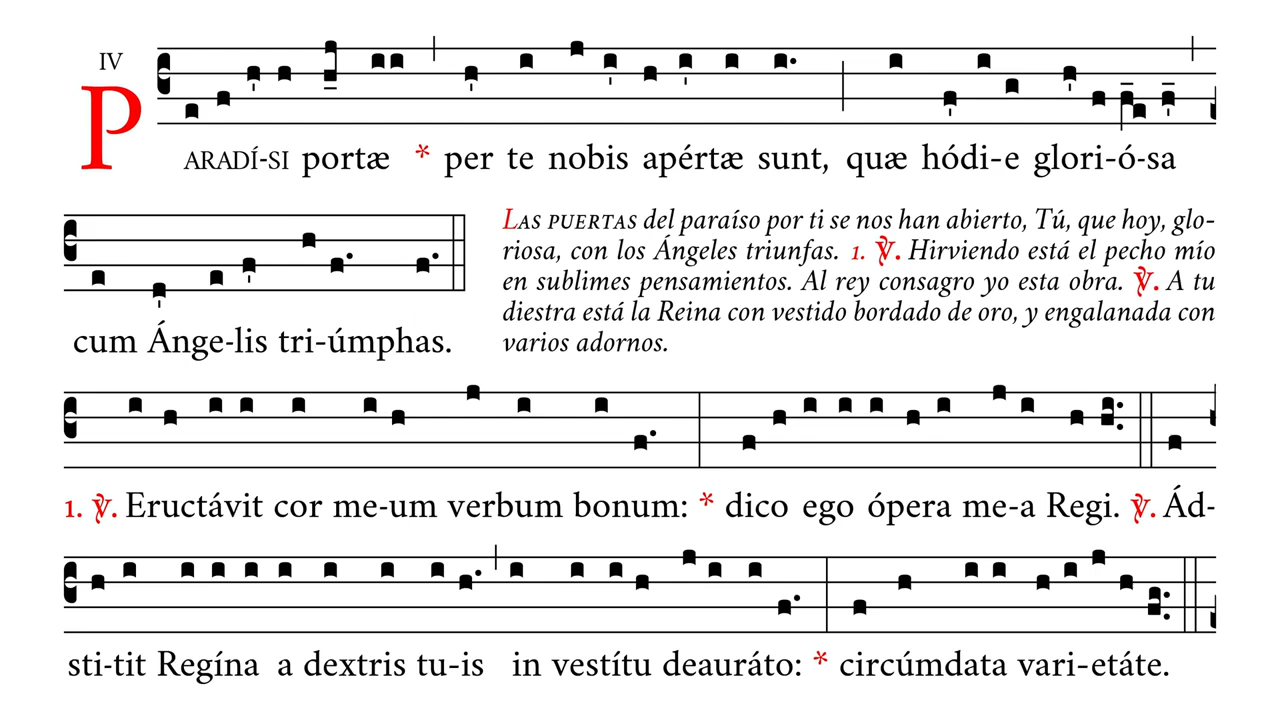 IV
PARADÍ-SI portæ * per te nobis apértæ sunt, quæ hódi-e glori-ó-sa
cum Ánge-lis tri-úmphas.
LAS PUERTAS del paraíso por ti se nos han abierto, Tú, que hoy, glo-
riosa, con los Ángeles triunfas. 1. ℣. Hirviendo está el pecho mío
en sublimes pensamientos. Al rey consagro yo esta obra. ℣. A tu
diestra está la Reina con vestido bordado de oro, y engalanada con
varios adornos.
1. ℣. Eructávit cor me-um verbum bonum: * dico ego ópera me-a Regi. ℣. Ád-
sti-tit Regína a dextris tu-is in vestítu deauráto: * circúmdata vari-etáte.